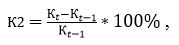 К2 = (К_t − К_{t−1}) / К_{t−1} * 100% ,